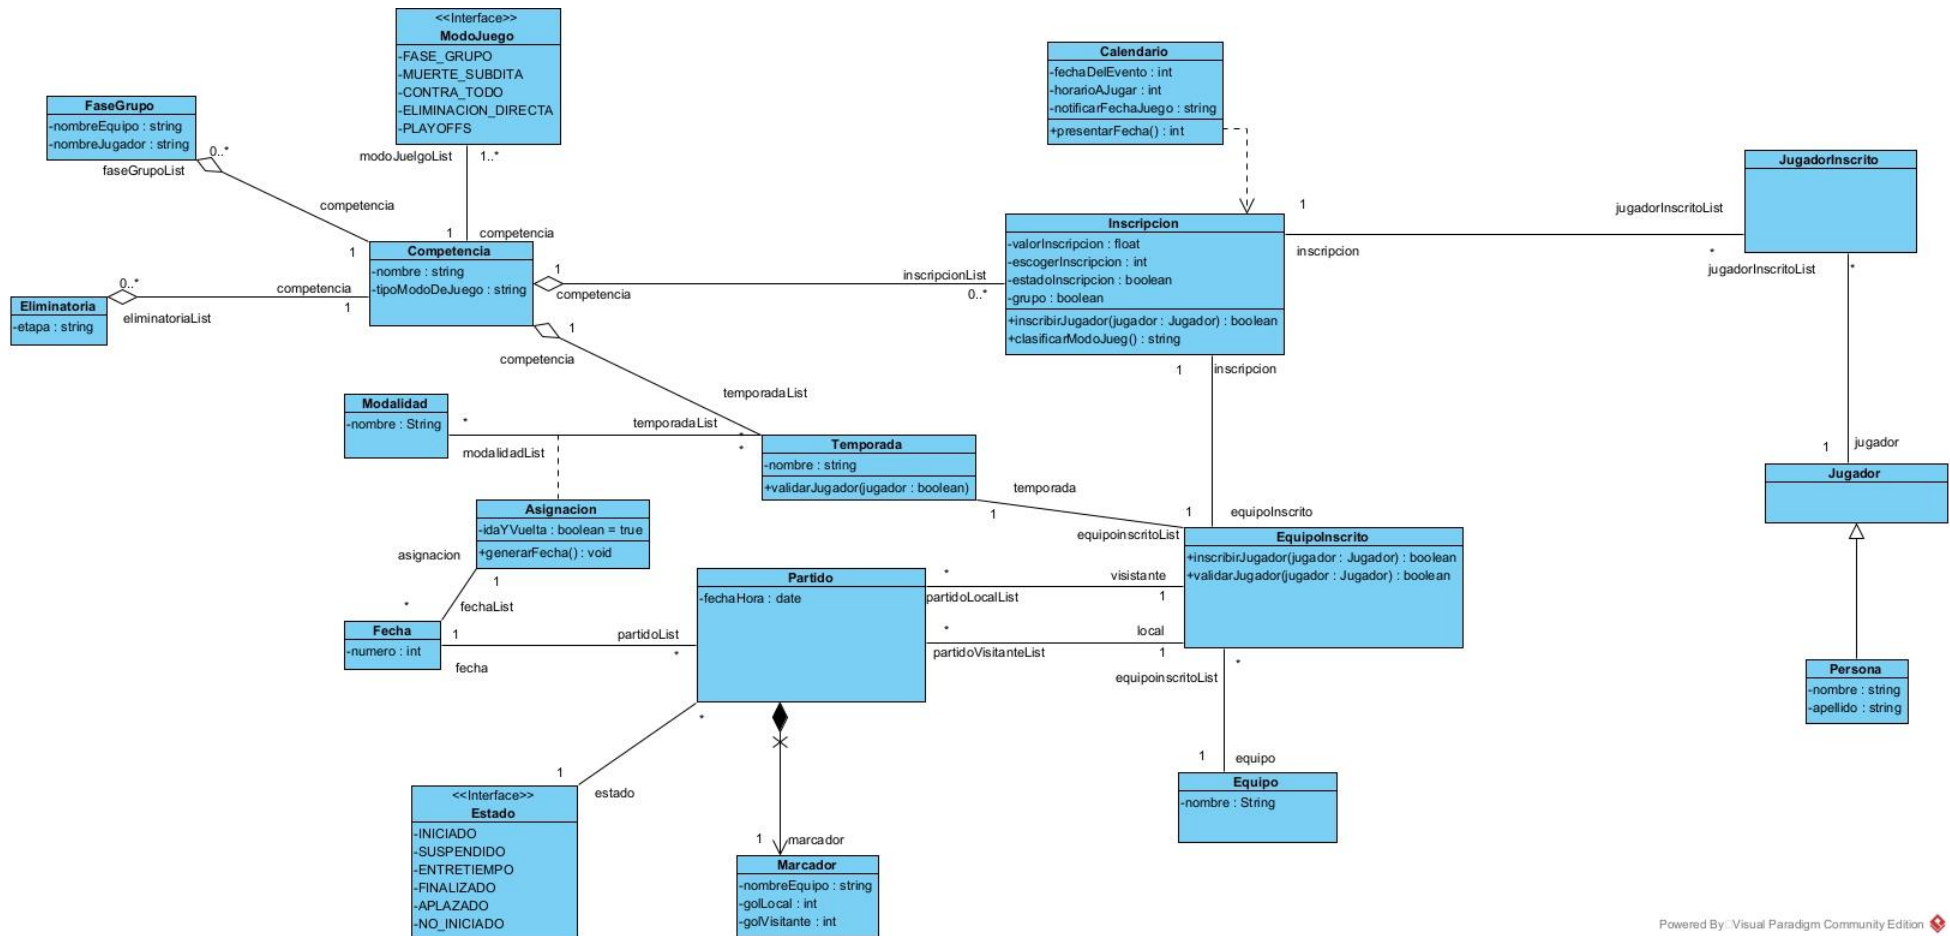 <<Interface>>
ModoJuego
-FASE_GRUPO
-MUERTE_SUBDITA
-CONTRA_TODO
-ELIMINACION_DIRECTA
-PLAYOFFS
modoJuelgoList
1..*
FaseGrupo
-nombreEquipo : string
-nombreJugador : string
0..*
faseGrupoList
competencia
1
1
competencia
Competencia
-nombre : string
-tipoModoDeJuego : string
Eliminatoria
-etapa : string
0..*
eliminatoriaList
competencia
1
1
competencia
inscripcionList
0..*
1
competencia
temporadaList
Calendario
-fechaDelEvento : int
-horarioAJugar : int
-notificarFechaJuego : string
+presentarFecha() : int
Inscripcion
-valorInscripcion : float
-escogerInscripcion : int
-estadoInscripcion : boolean
-grupo : boolean
+inscribirJugador(jugador : Jugador) : boolean
+clasificarModoJueg() : string
1
inscripcion
jugadorInscritoList
*
jugadorInscritoList
JugadorInscrito
*
1
jugador
Jugador
Persona
-nombre : string
-apellido : string
1
inscripcion
1
equipoInscrito
Modalidad
-nombre : String
*
modalidadList
temporadaList
*
*
Temporada
-nombre : string
+validarJugador(jugador : boolean)
temporada
1
equipoinscritoList
Asignacion
-idaYVuelta : boolean = true
+generarFecha() : void
asignacion
1
*
fechaList
Fecha
-numero : int
1
fecha
partidoList
*
Partido
-fechaHora : date
*
partidoLocalList
visistante
1
*
partidoVisitanteList
local
1
EquipoInscrito
+inscribirJugador(jugador : Jugador) : boolean
+validarJugador(jugador : Jugador) : boolean
*
equipoinscritoList
1
equipo
Equipo
-nombre : String
*
1
estado
<<Interface>>
Estado
-INICIADO
-SUSPENDIDO
-ENTRETIEMPO
-FINALIZADO
-APLAZADO
-NO_INICIADO
1
marcador
Marcador
-nombreEquipo : string
-golLocal : int
-golVisitante : int
Powered By Visual Paradigm Community Edition